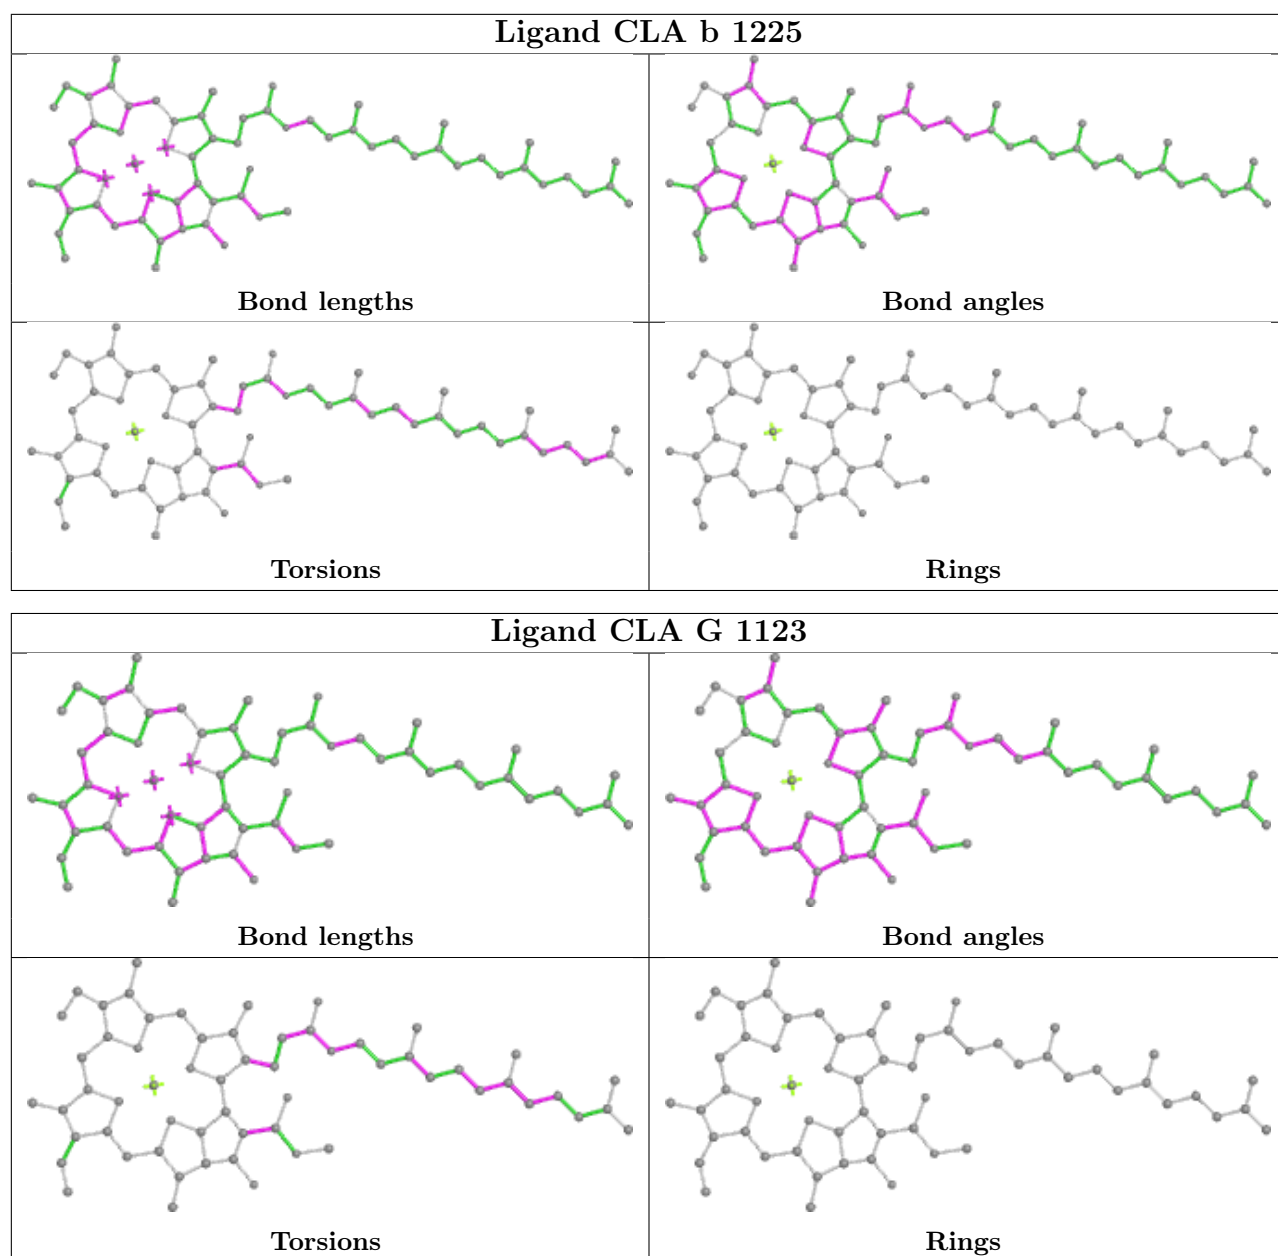 Ligand CLA b 1225
Bond lengths
Bond angles
Torsions
Rings
Ligand CLA G 1123
Bond lengths
Bond angles
Torsions
Rings